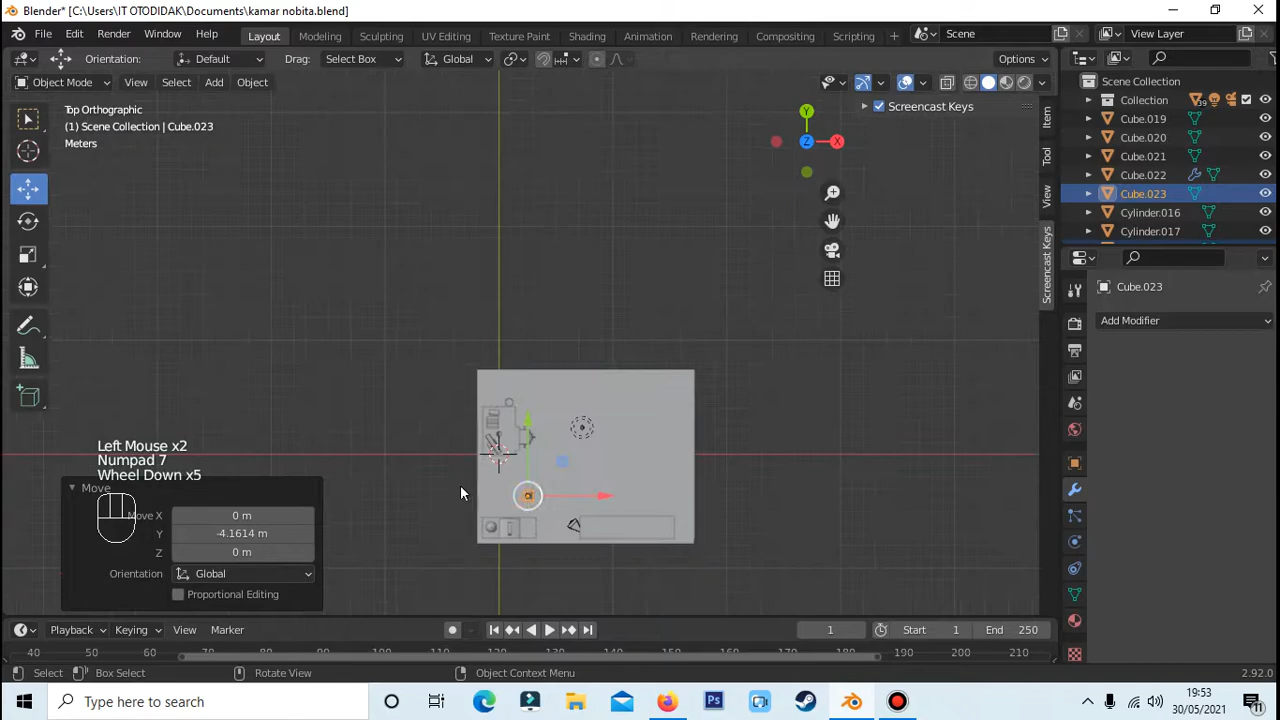 Blender* [C:\Users\IT OTODIDAK\Documents\kamar nobita.blend]
File Edit Render Window Help Layout Modeling Sculpting UV Editing Texture Paint Shading Animation Rendering Compositing Scripting Scene View Layer
Orientation: Default Drag: Select Box Global Options
Object Mode View Select Add Object
Top Orthographic
(1) Scene Collection | Cube.023
Meters
Screencast Keys
Y
Z
X
Item
Tool
View
Screencast Keys
Scene Collection
Collection 39
Cube.019
Cube.020
Cube.021
Cube.022
Cube.023
Cylinder.016
Cylinder.017
Cube.023
Add Modifier
Left Mouse x2
Numpad 7
Wheel Down x5
Move
Move X 0 m
Y -4.1614 m
Z 0 m
Orientation Global
Proportional Editing
Playback Keying View Marker 1 Start 1 End 250
40 50 60 70 80 90 100 110 120 130 140 150 160 170 180 190 200 210
Select Box Select Rotate View Object Context Menu 2.92.0
Type here to search
Ps
19:53
30/05/2021